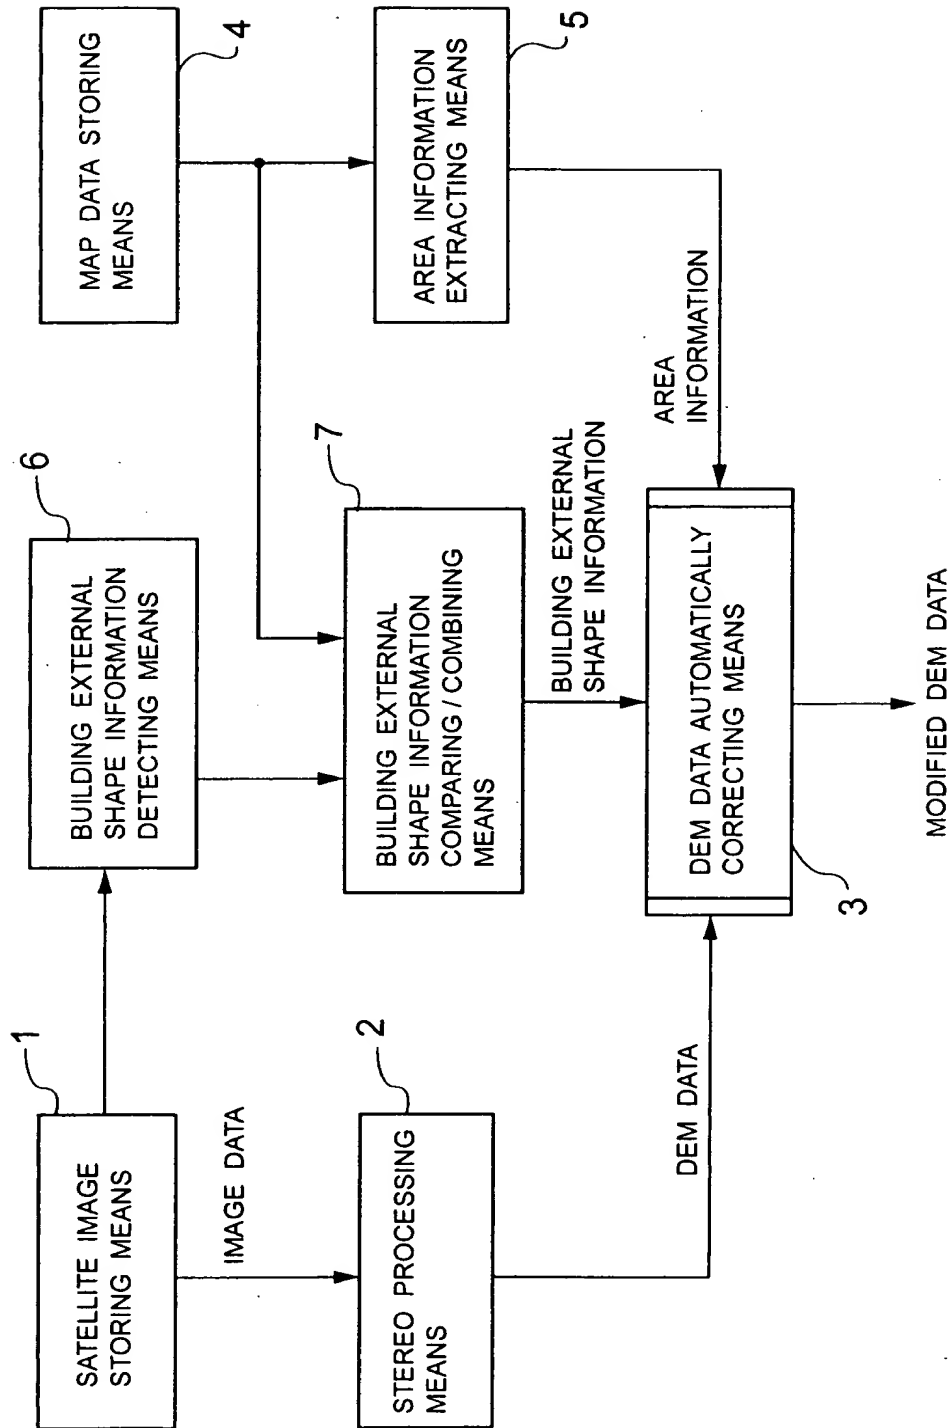 1
SATELLITE IMAGE
STORING MEANS
6
BUILDING EXTERNAL
SHAPE INFORMATION
DETECTING MEANS
4
MAP DATA STORING
MEANS
IMAGE DATA
2
STEREO PROCESSING
MEANS
7
BUILDING EXTERNAL
SHAPE INFORMATION
COMPARING / COMBINING
MEANS
5
AREA INFORMATION
EXTRACTING MEANS
BUILDING EXTERNAL
SHAPE INFORMATION
AREA
INFORMATION
DEM DATA
DEM DATA AUTOMATICALLY
CORRECTING MEANS
3
MODIFIED DEM DATA